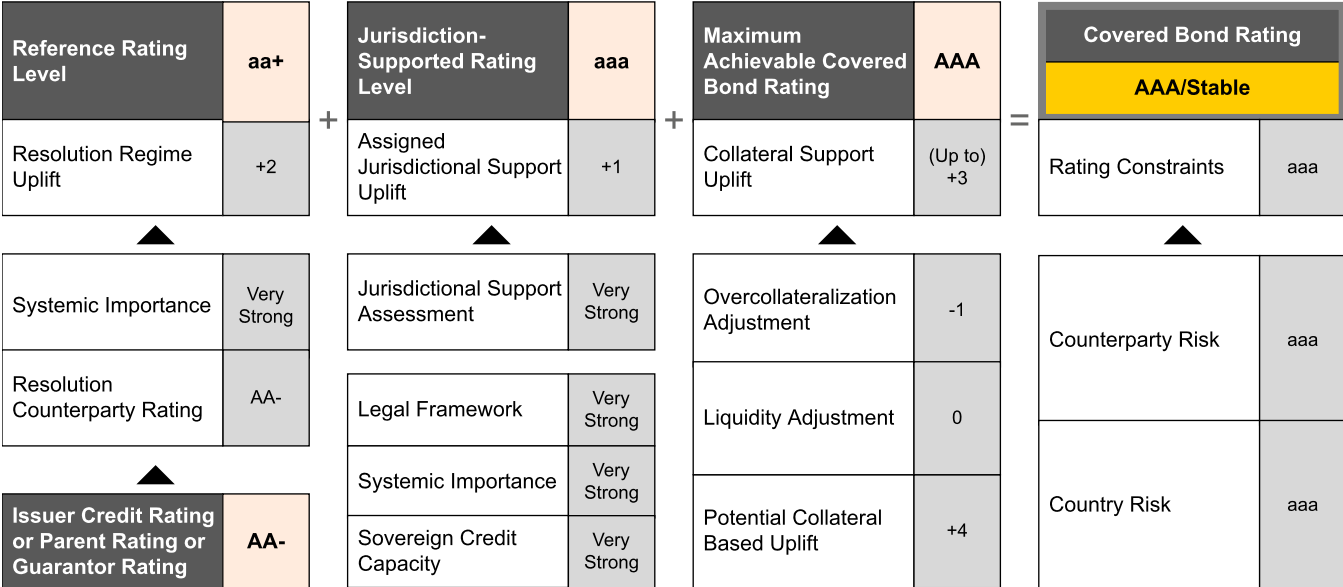 Reference Rating
Level
aa+
Resolution Regime
Uplift
+2
Systemic Importance
Very
Strong
Resolution
Counterparty Rating
AA-
Issuer Credit Rating
or Parent Rating or
Guarantor Rating
AA-
+
Jurisdiction-
Supported Rating
Level
aaa
Assigned
Jurisdictional Support
Uplift
+1
Jurisdictional Support
Assessment
Very
Strong
Legal Framework
Very
Strong
Systemic Importance
Very
Strong
Sovereign Credit
Capacity
Very
Strong
+
Maximum
Achievable Covered
Bond Rating
AAA
Collateral Support
Uplift
(Up to)
+3
Overcollateralization
Adjustment
-1
Liquidity Adjustment
0
Potential Collateral
Based Uplift
+4
=
Covered Bond Rating
AAA/Stable
Rating Constraints
aaa
Counterparty Risk
aaa
Country Risk
aaa